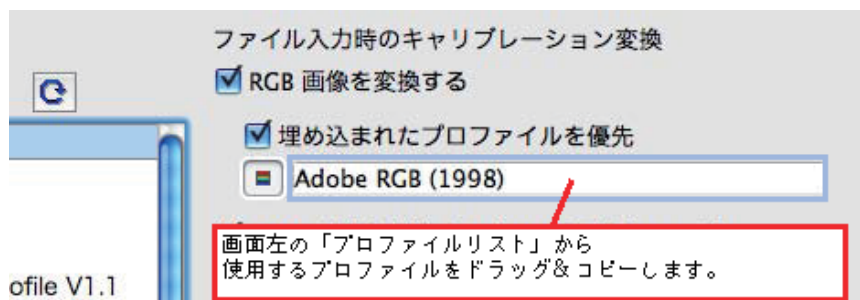 ファイル入力時のキャリブレーション変換
RGB 画像を変換する
埋め込まれたプロファイルを優先
Adobe RGB (1998)
画面左の「プロファイルリスト」から
使用するプロファイルをドラッグ&コピーします。
ofile V1.1